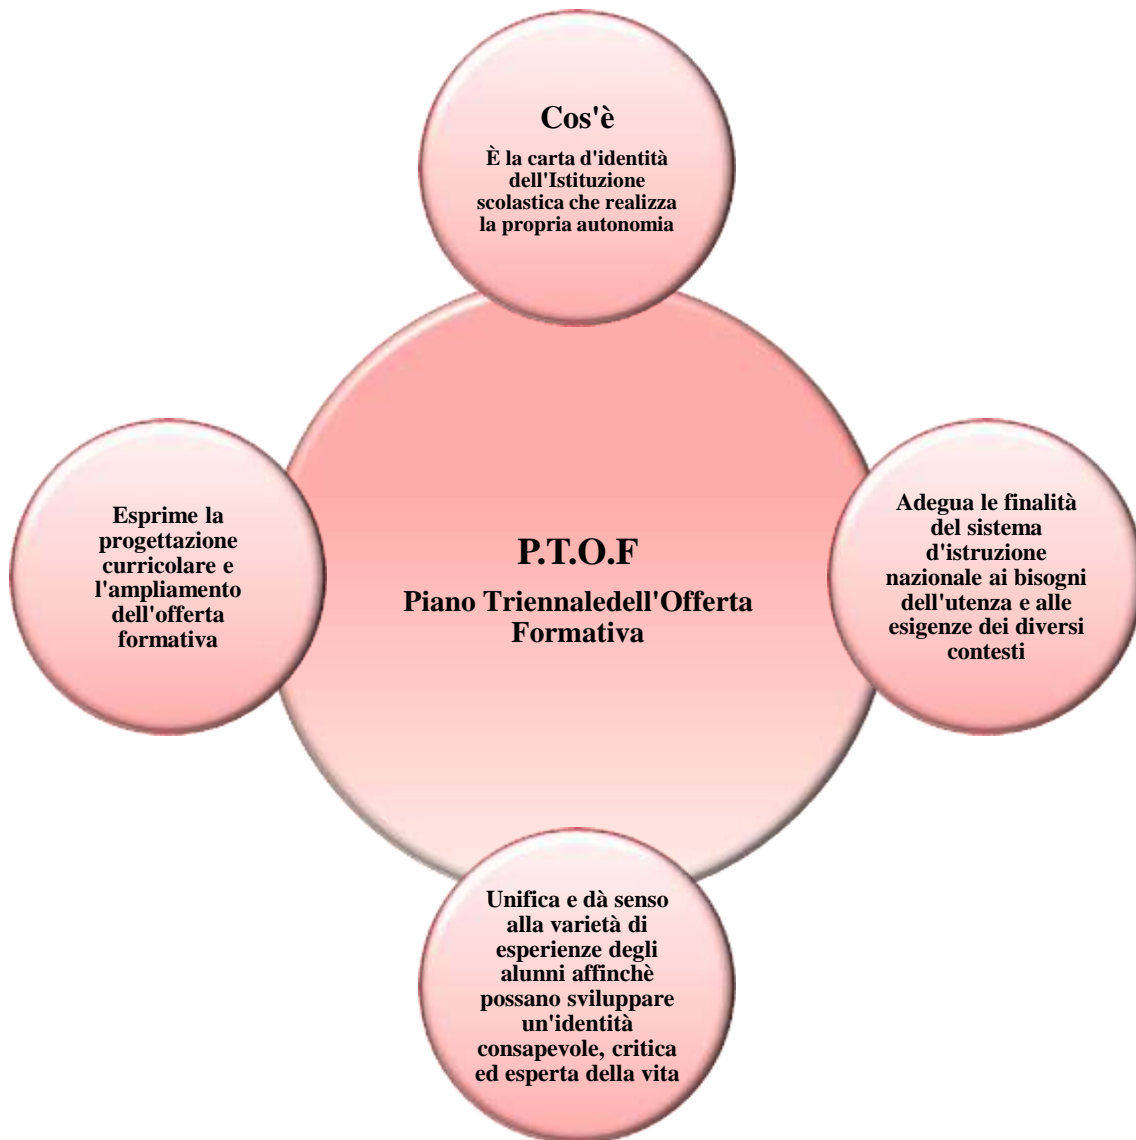 Cos'è
È la carta d'identità
dell'Istituzione
scolastica che realizza
la propria autonomia
Esprime la
progettazione
curricolare e
l'ampliamento
dell'offerta
formativa
P.T.O.F
Piano Triennaledell'Offerta
Formativa
Adegua le finalità
del sistema
d'istruzione
nazionale ai bisogni
dell'utenza e alle
esigenze dei diversi
contesti
Unifica e dà senso
alla varietà di
esperienze degli
alunni affinchè
possano sviluppare
un'identità
consapevole, critica
ed esperta della vita